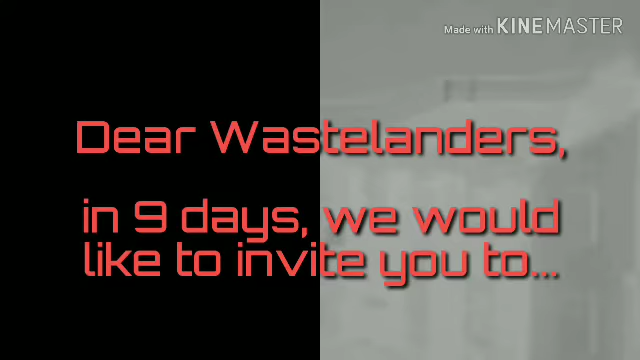 Made with KINEMASTER
Dear Wastelanders,
in 9 days, we would
like to invite you to...